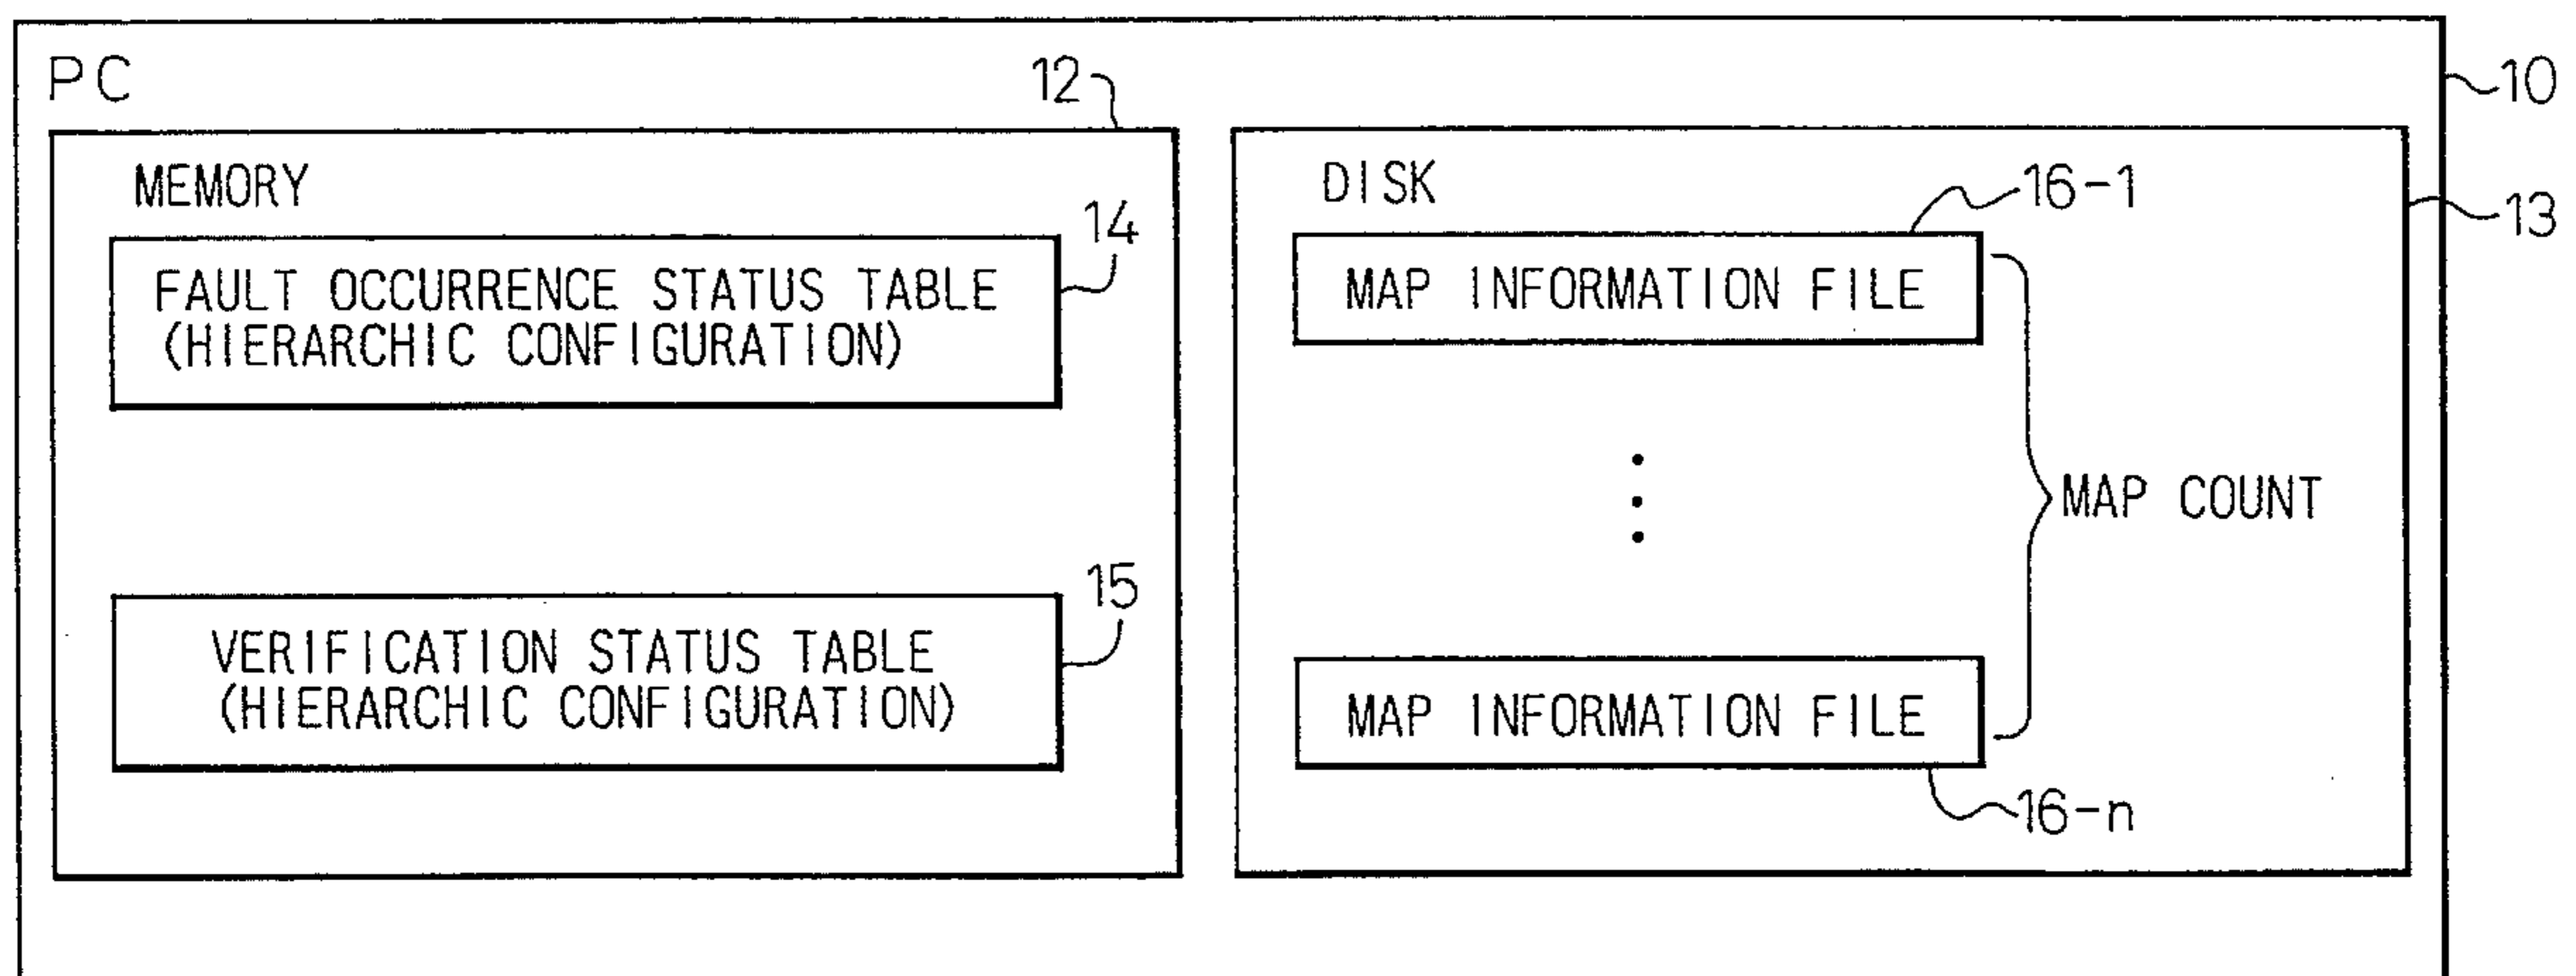 PC
12
10
MEMORY
14
FAULT OCCURRENCE STATUS TABLE
(HIERARCHIC CONFIGURATION)
15
VERIFICATION STATUS TABLE
(HIERARCHIC CONFIGURATION)
DISK
16-1
13
MAP INFORMATION FILE
MAP COUNT
MAP INFORMATION FILE
16-n